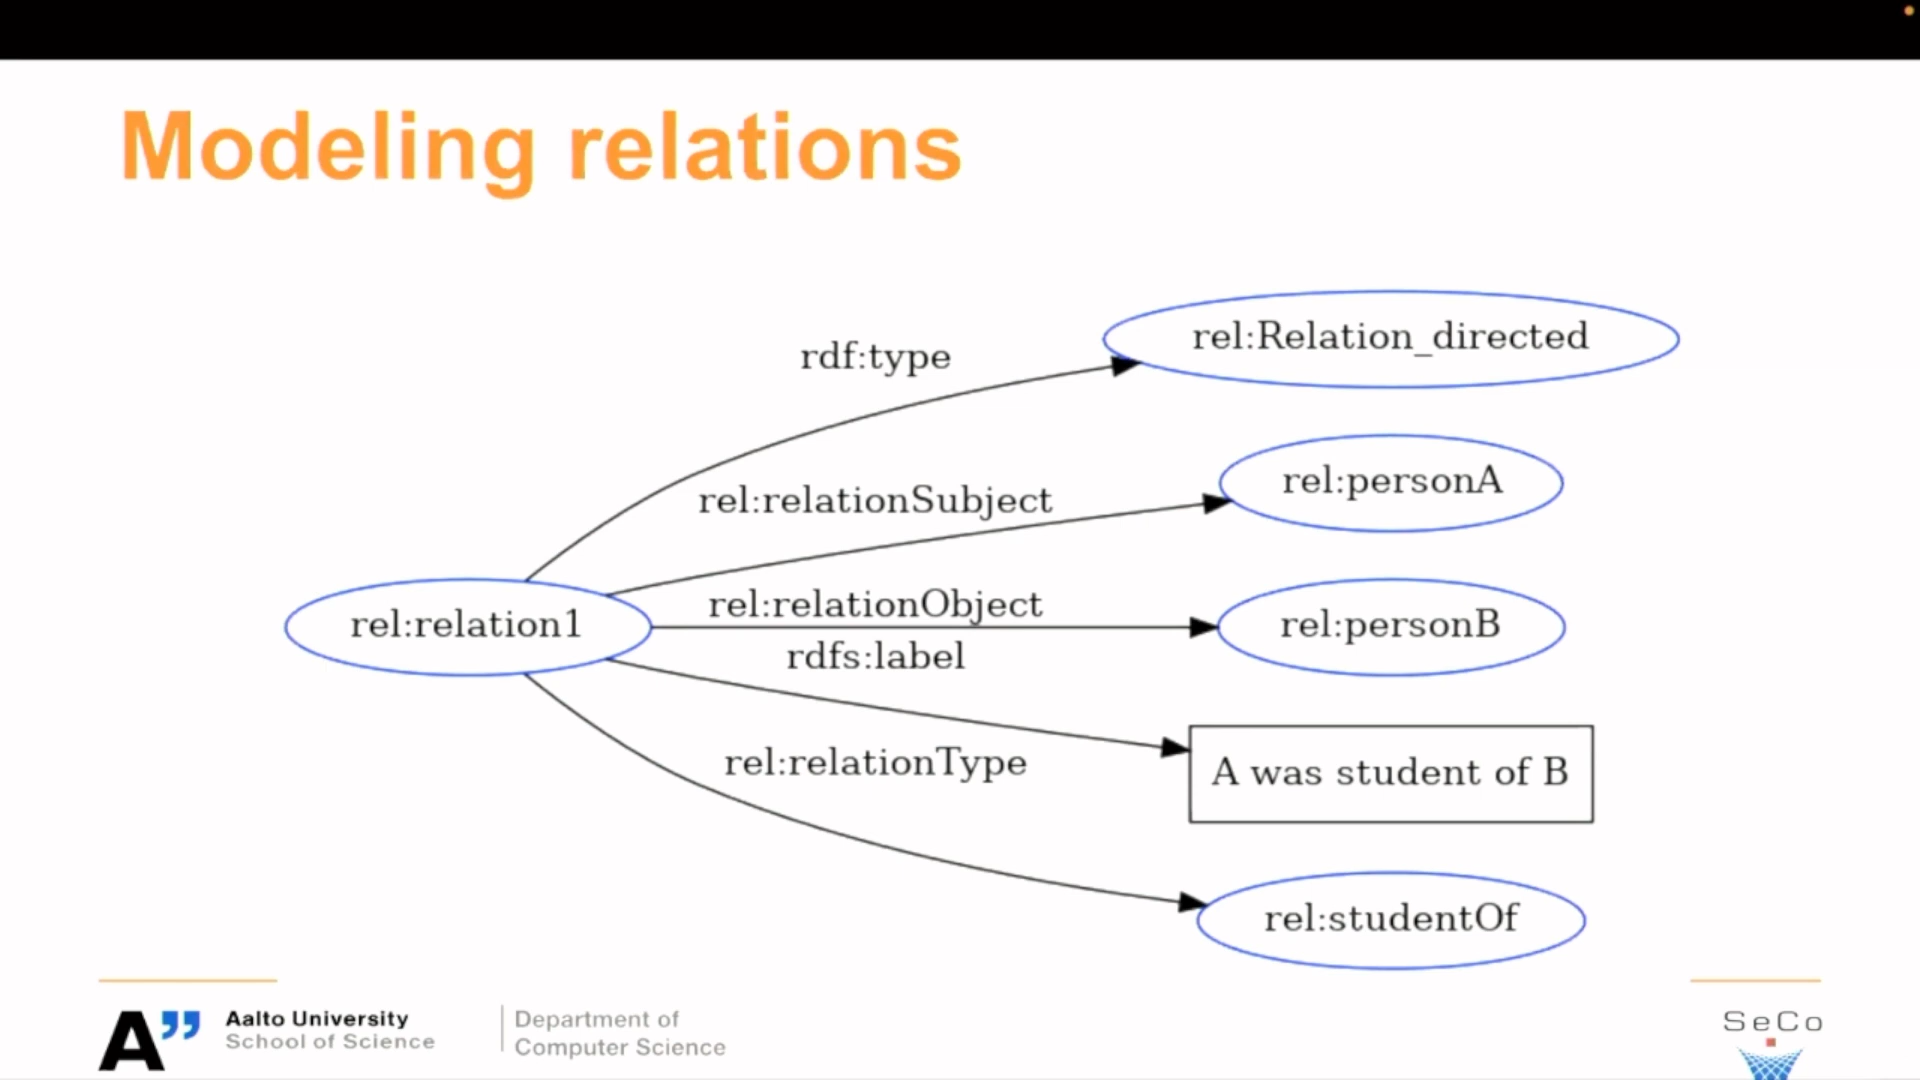 Modeling relations
rdf:type
rel:Relation_directed
rel:relationSubject
rel:personA
rel:relation1
rel:relationObject
rel:personB
rdfs:label
A was student of B
rel:relationType
rel:studentOf
A”
Aalto University
School of Science
Department of
Computer Science
SeCo